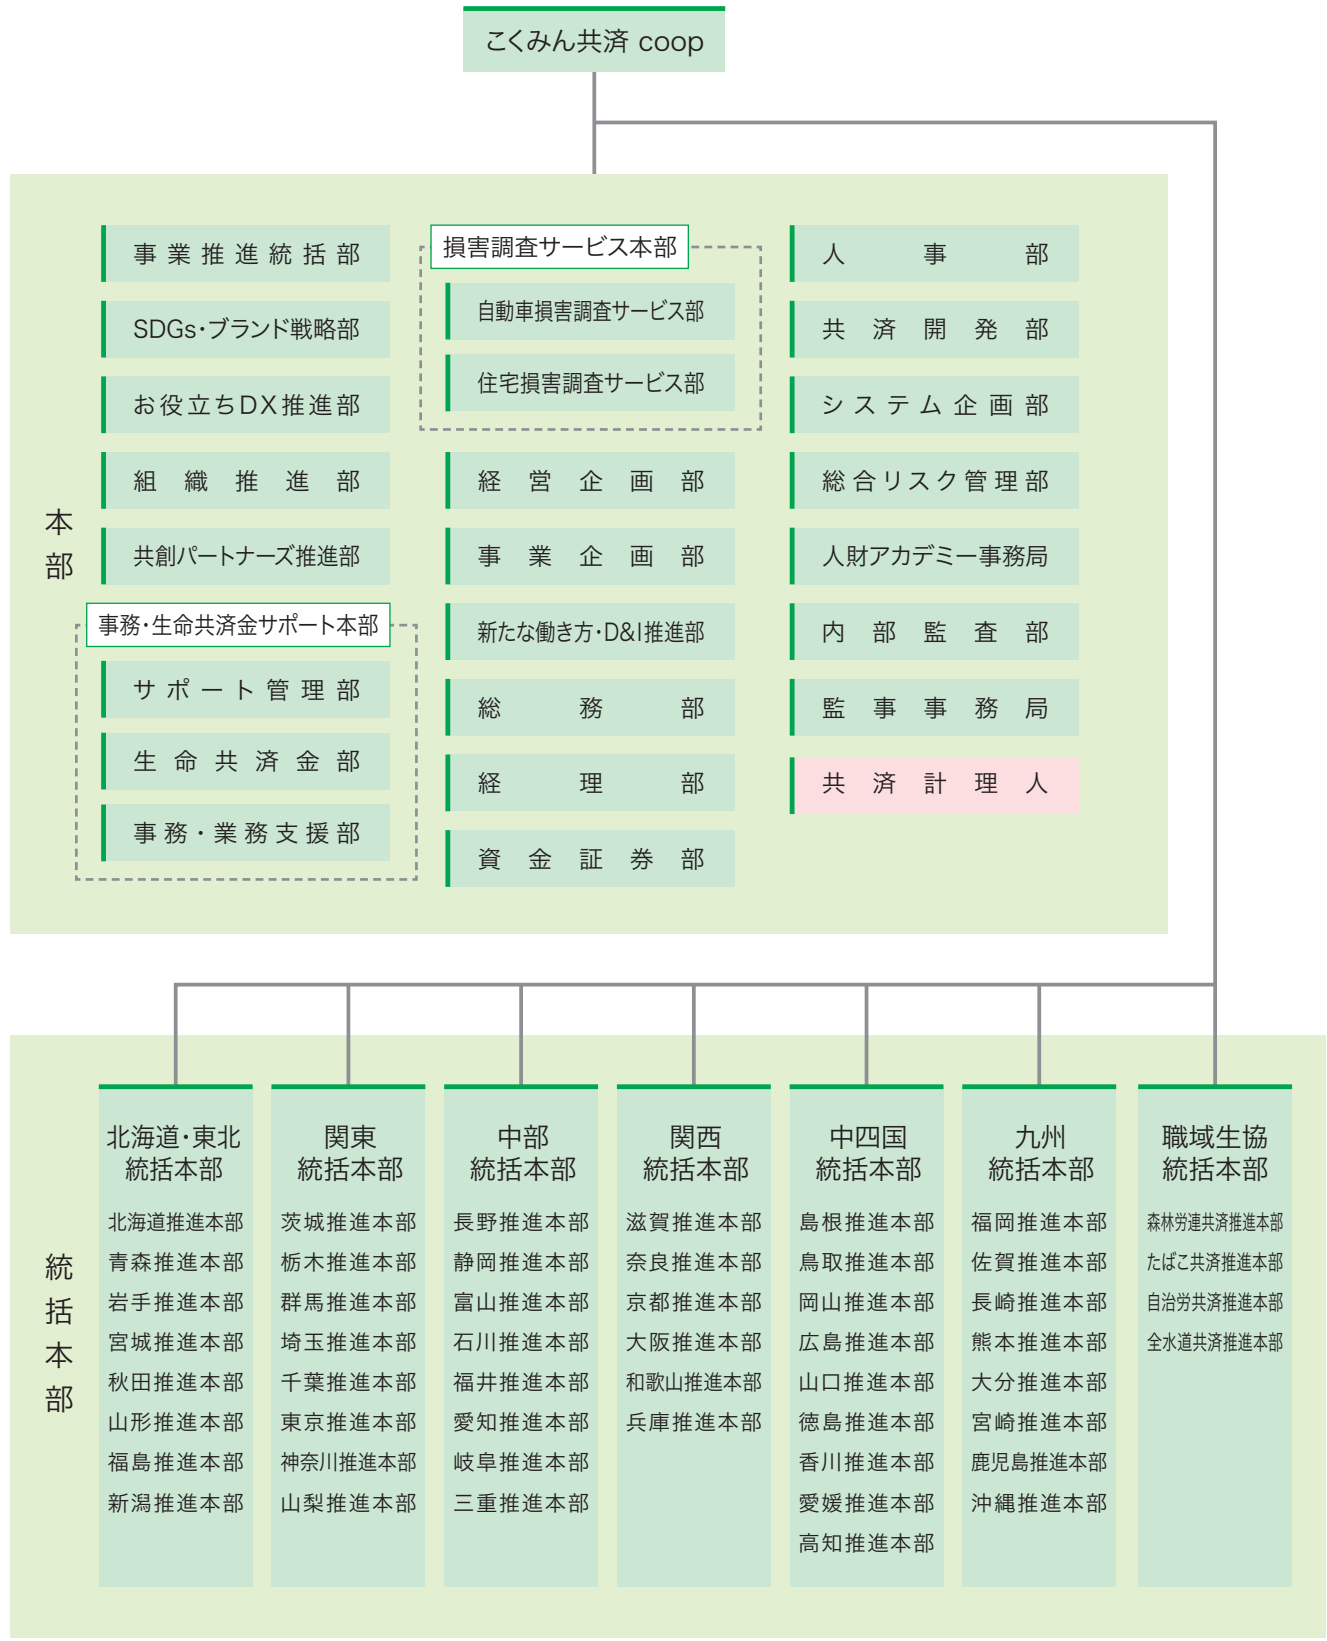 こくみん共済 coop
本部
事業推進統括部
SDGs・ブランド戦略部
お役立ちDX推進部
組織推進部
共創パートナーズ推進部
事務・生命共済金サポート本部
サポート管理部
生命共済金部
事務・業務支援部
損害調査サービス本部
自動車損害調査サービス部
住宅損害調査サービス部
経営企画部
事業企画部
新たな働き方・D&I推進部
総務部
経理部
資金証券部
人事部
共済開発部
システム企画部
総合リスク管理部
人財アカデミー事務局
内部監査部
監事事務局
共済計理人
統括本部
北海道・東北
統括本部
北海道推進本部
青森推進本部
岩手推進本部
宮城推進本部
秋田推進本部
山形推進本部
福島推進本部
新潟推進本部
関東
統括本部
茨城推進本部
栃木推進本部
群馬推進本部
埼玉推進本部
千葉推進本部
東京推進本部
神奈川推進本部
山梨推進本部
中部
統括本部
長野推進本部
静岡推進本部
富山推進本部
石川推進本部
福井推進本部
愛知推進本部
岐阜推進本部
三重推進本部
関西
統括本部
滋賀推進本部
奈良推進本部
京都推進本部
大阪推進本部
和歌山推進本部
兵庫推進本部
中四国
統括本部
島根推進本部
鳥取推進本部
岡山推進本部
広島推進本部
山口推進本部
徳島推進本部
香川推進本部
愛媛推進本部
高知推進本部
九州
統括本部
福岡推進本部
佐賀推進本部
長崎推進本部
熊本推進本部
大分推進本部
宮崎推進本部
鹿児島推進本部
沖縄推進本部
職域生協
統括本部
森林労連共済推進本部
たばこ共済推進本部
自治労共済推進本部
全水道共済推進本部